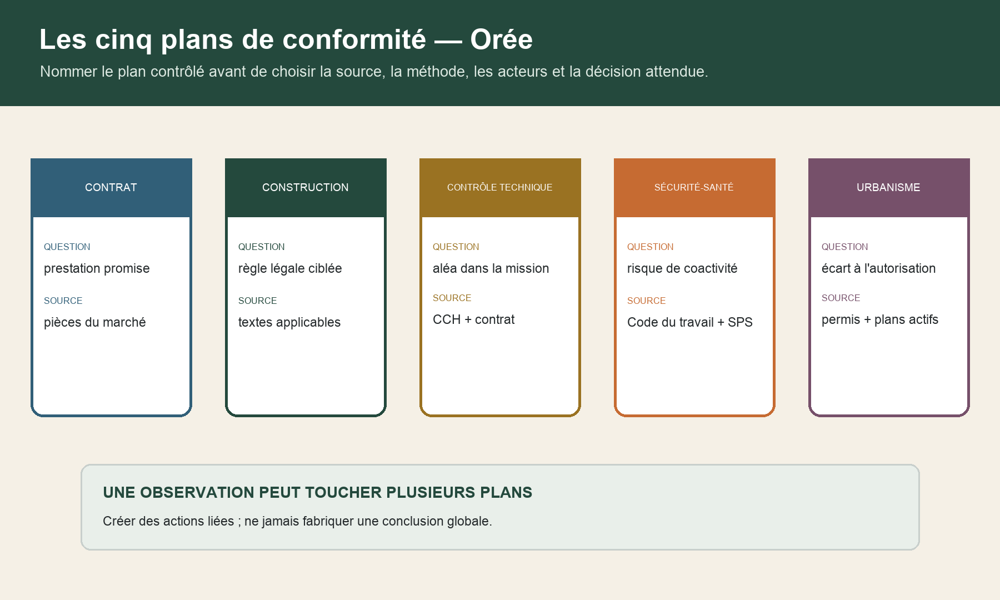 Les cinq plans de conformité — Orée
Nommer le plan contrôlé avant de choisir la source, la méthode, les acteurs et la décision attendue.
CONTRAT
QUESTION
prestation promise
SOURCE
pièces du marché
CONSTRUCTION
QUESTION
règle légale ciblée
SOURCE
textes applicables
CONTRÔLE TECHNIQUE
QUESTION
aléa dans la mission
SOURCE
CCH + contrat
SÉCURITÉ-SANTÉ
QUESTION
risque de coactivité
SOURCE
Code du travail + SPS
URBANISME
QUESTION
écart à l'autorisation
SOURCE
permis + plans actifs
UNE OBSERVATION PEUT TOUCHER PLUSIEURS PLANS
Créer des actions liées ; ne jamais fabriquer une conclusion globale.